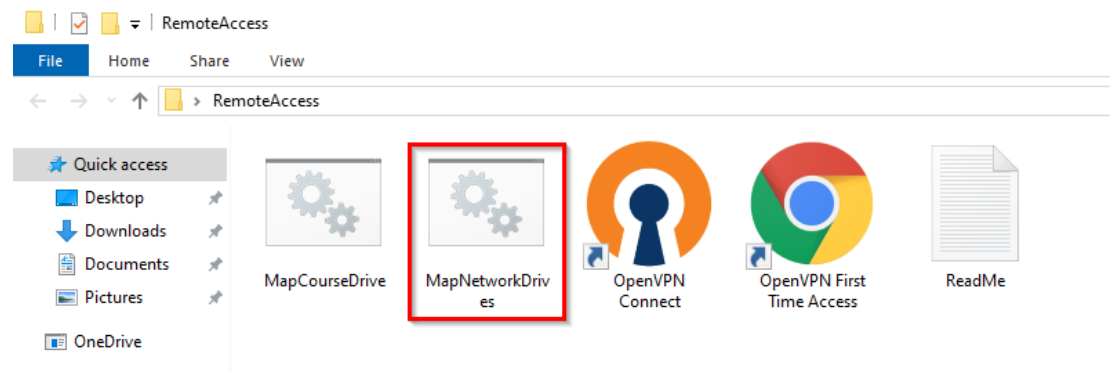 RemoteAccess
File Home Share View
RemoteAccess
Quick access
Desktop
Downloads
Documents
Pictures
OneDrive
MapCourseDrive
MapNetworkDriv
es
OpenVPN
Connect
OpenVPN First
Time Access
ReadMe